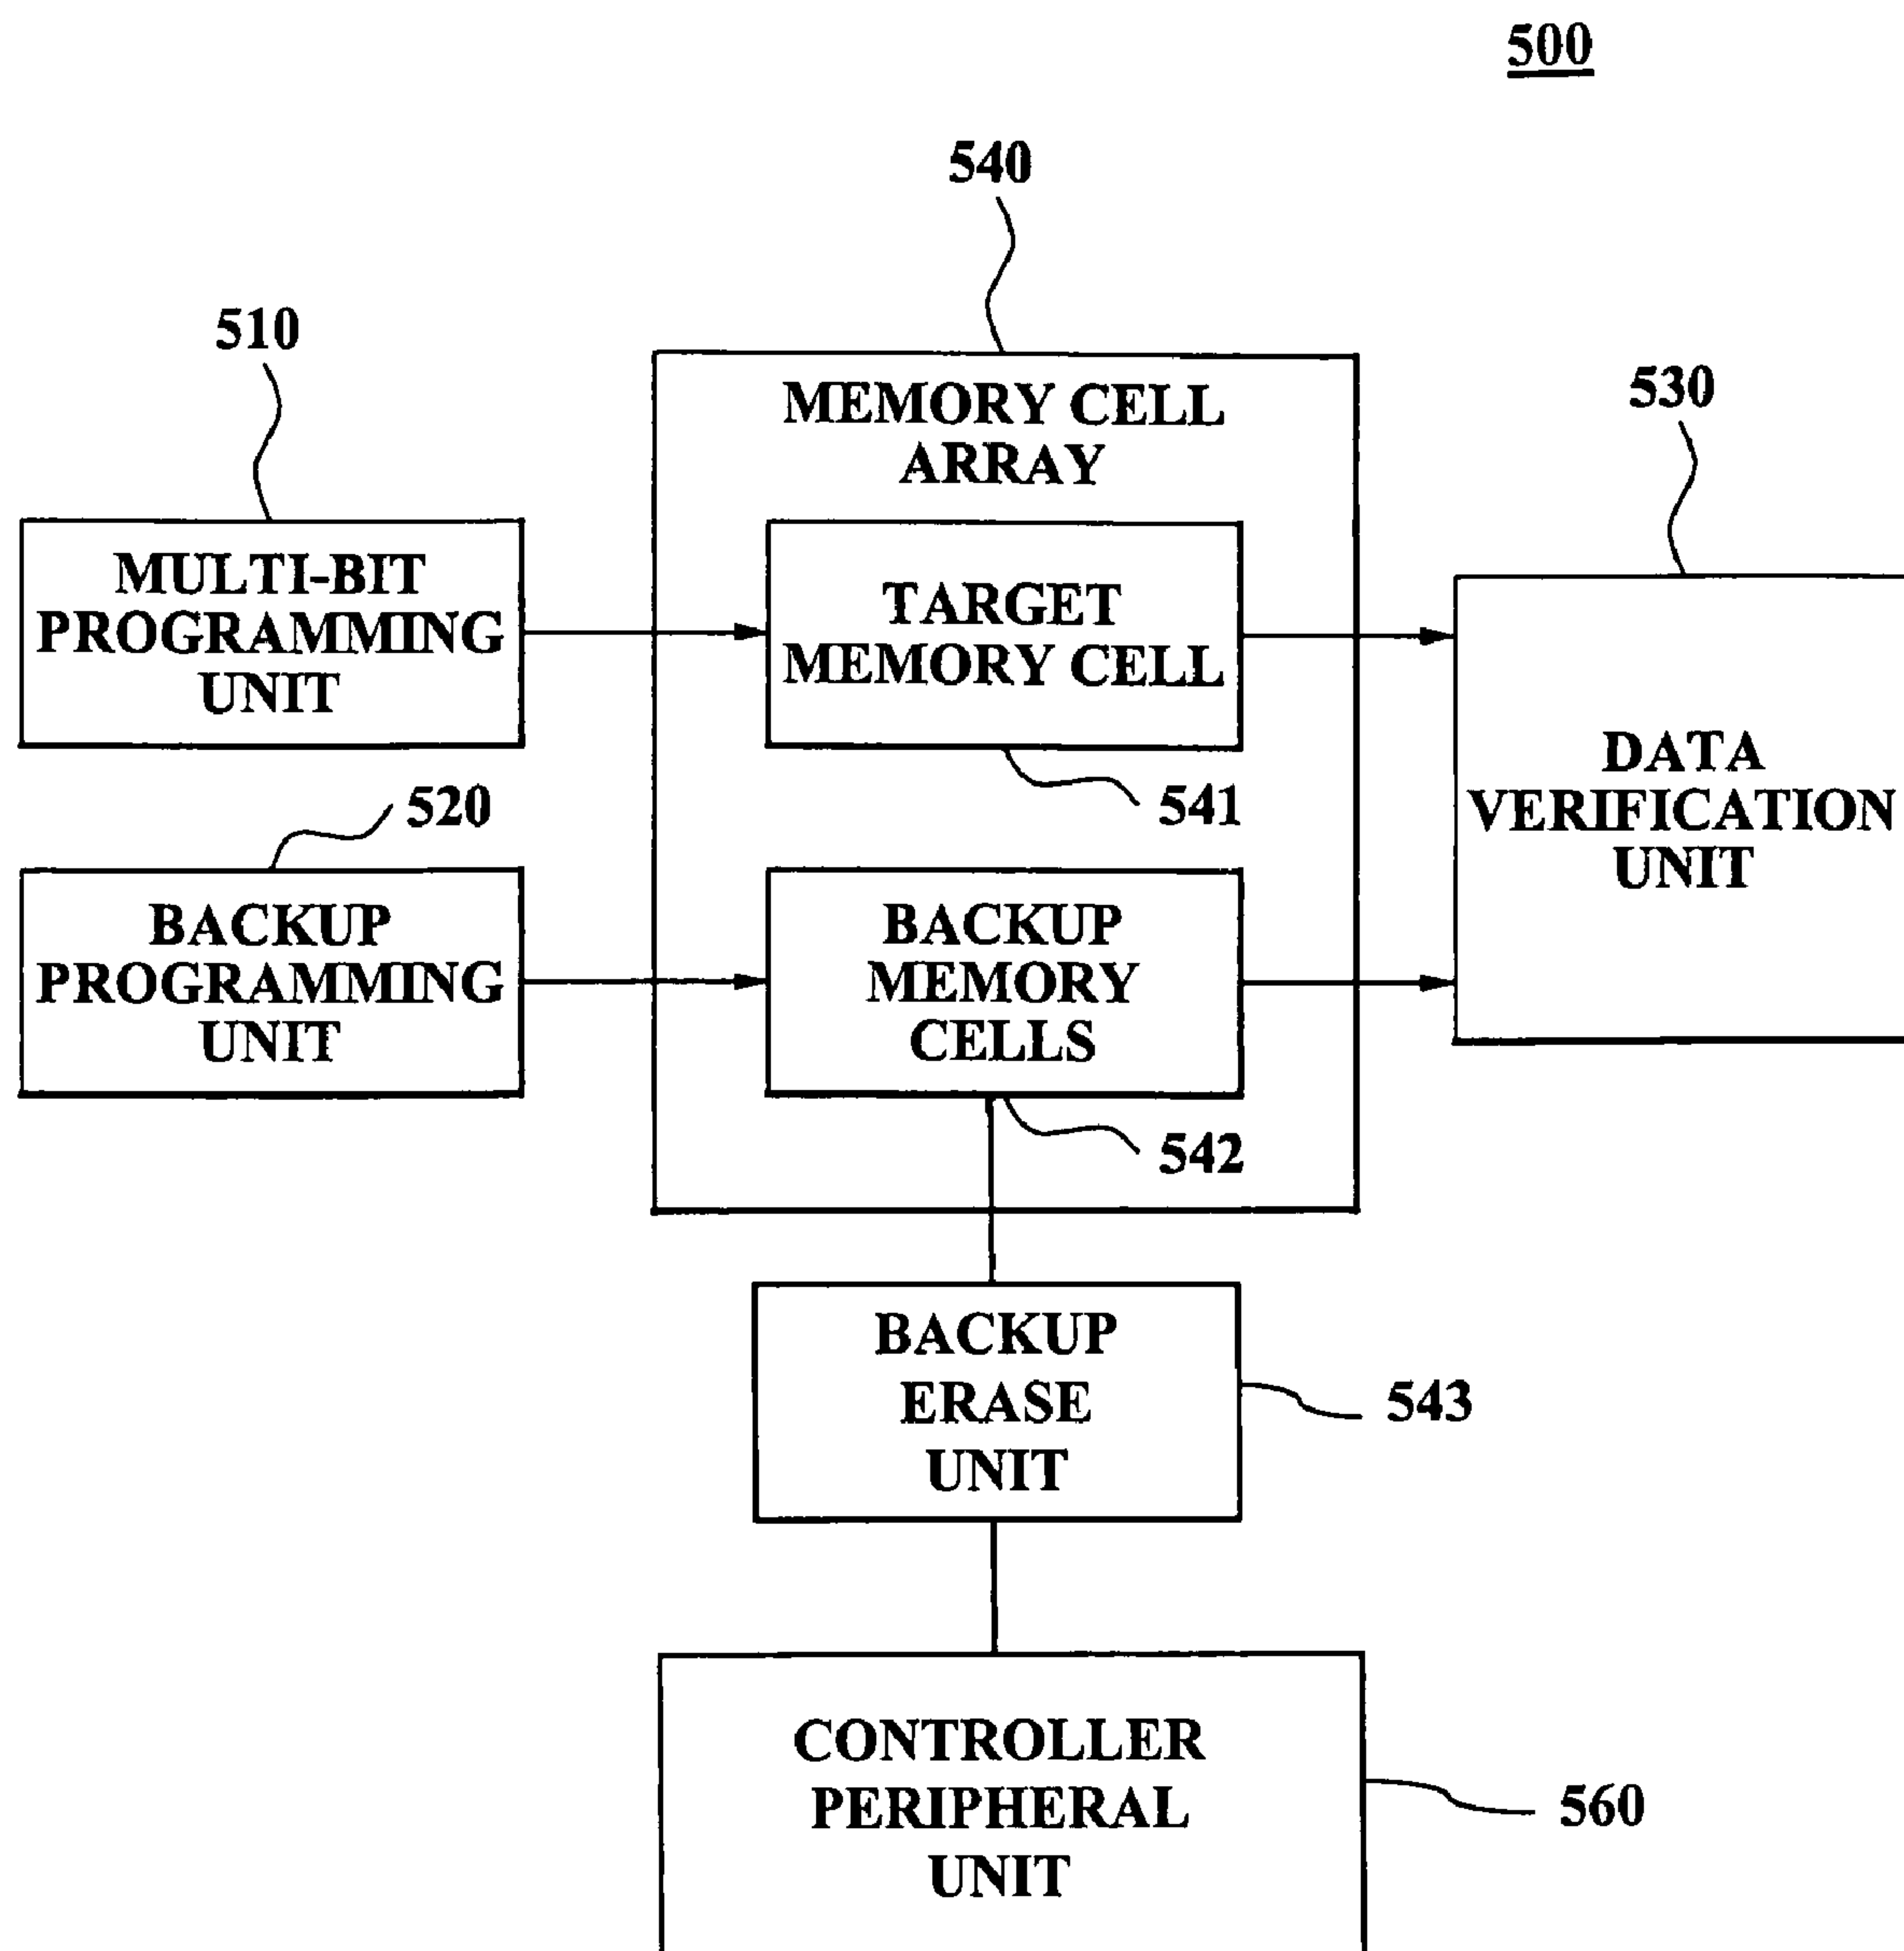 500
540
510
MEMORY CELL
ARRAY
530
MULTI-BIT
PROGRAMMING
UNIT
TARGET
MEMORY CELL
541
DATA
VERIFICATION
UNIT
520
BACKUP
PROGRAMMING
UNIT
BACKUP
MEMORY
CELLS
542
BACKUP
ERASE
UNIT
543
CONTROLLER
PERIPHERAL
UNIT
560